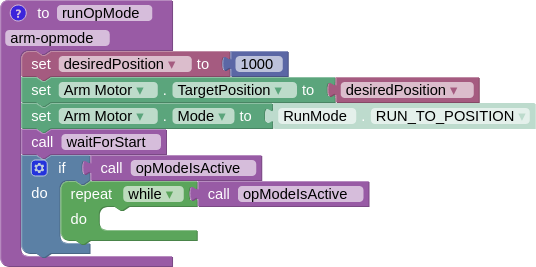 ? to runOpMode
arm-opmode
set desiredPosition ▾ to 1000
set Arm Motor ▾ . TargetPosition ▾ to desiredPosition ▾
set Arm Motor ▾ . Mode ▾ to RunMode . RUN_TO_POSITION ▾
call waitForStart
if call opModeIsActive
do repeat while ▾ call opModeIsActive
do